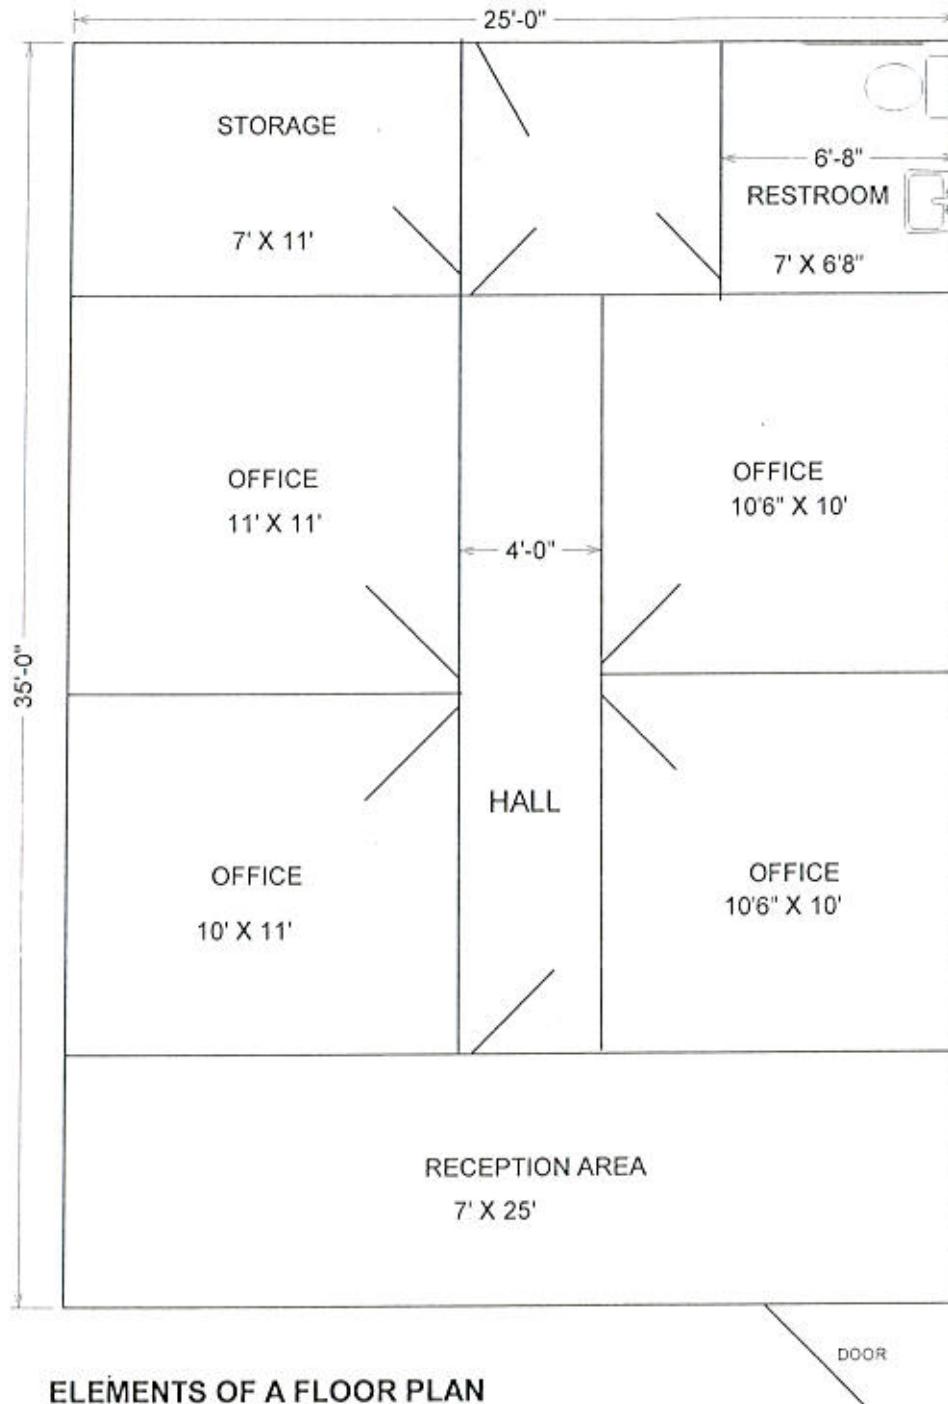 25'-0"
STORAGE
7' X 11'
6'-8"
RESTROOM
7' X 6'8"
OFFICE
11' X 11'
OFFICE
10'6" X 10'
4'-0"
35'-0"
HALL
OFFICE
10' X 11'
OFFICE
10'6" X 10'
RECEPTION AREA
7' X 25'
DOOR
ELEMENTS OF A FLOOR PLAN